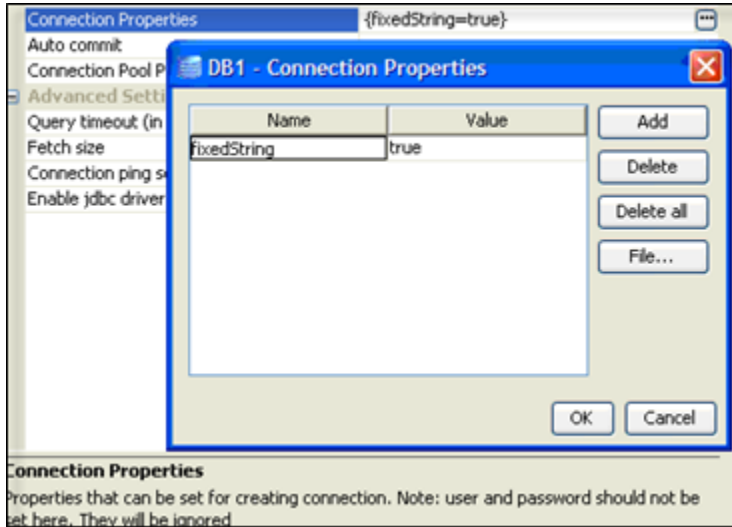 Connection Properties {fixedString=true}
Auto commit
Connection Pool P
DB1 - Connection Properties
Advanced Setti
Query timeout (in
Fetch size
Connection ping se
Enable jdbc driver
Name Value
fixedString true
Add
Delete
Delete all
File...
OK Cancel
Connection Properties
Properties that can be set for creating connection. Note: user and password should not be
set here. They will be ignored